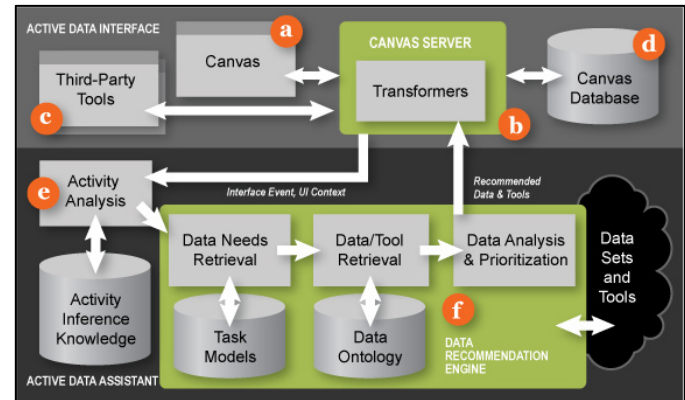 ACTIVE DATA INTERFACE
a
CANVAS SERVER
d
Canvas
Third-Party
Tools
Transformers
Canvas
Database
c
b
e
Activity
Analysis
Interface Event, UI Context
Recommended
Data & Tools
Data Needs
Retrieval
Data/Tool
Retrieval
Data Analysis
& Prioritization
Data
Sets
and
Tools
Activity
Inference
Knowledge
Task
Models
Data
Ontology
f
DATA
RECOMMENDATION
ENGINE
ACTIVE DATA ASSISTANT